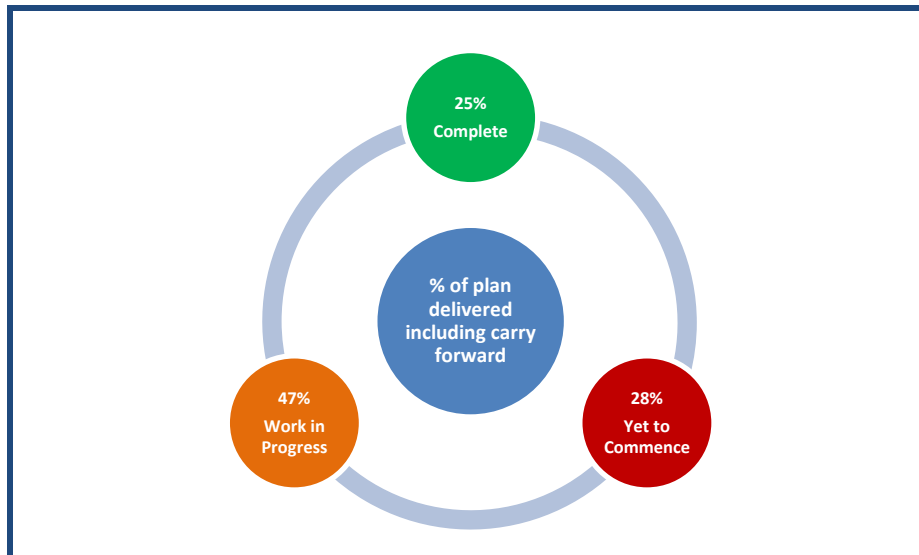 25%
Complete
% of plan
delivered
including carry
forward
47%
Work in
Progress
28%
Yet to
Commence